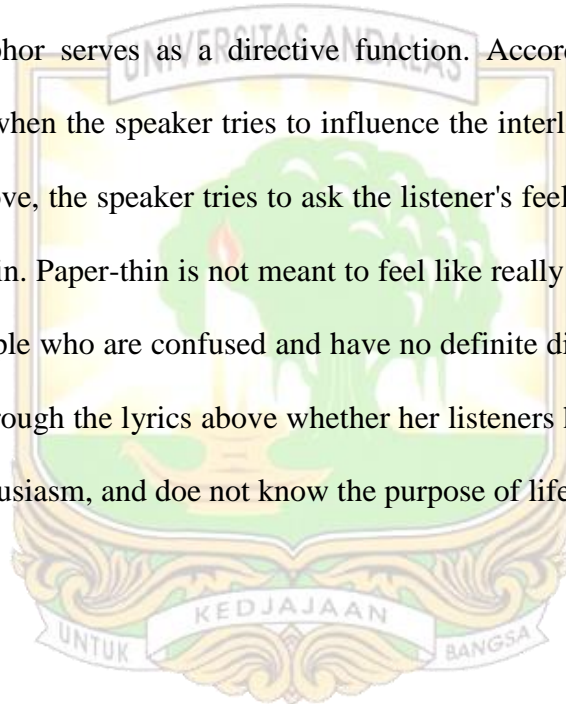 phor serves as a directive function. Accor
UNIVERSITAS ANDALAS
when the speaker tries to influence the interl
ove, the speaker tries to ask the listener's feel
in. Paper-thin is not meant to feel like really
ple who are confused and have no definite di
rough the lyrics above whether her listeners
usiasm, and doe not know the purpose of life
KEDJAJAAN
UNTUK BANGSA